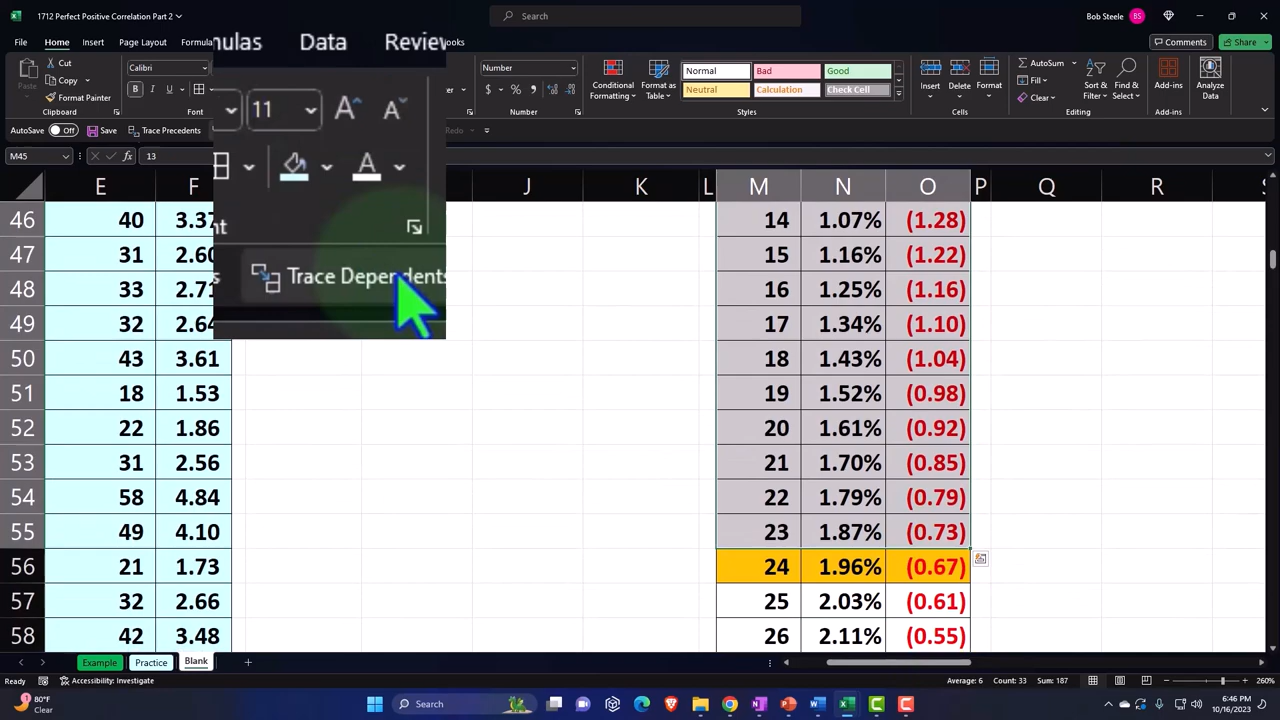 1712 Perfect Positive Correlation Part 2
Search
Bob Steele BS
File Home Insert Page Layout Formula
mulas Data Review
ooks
Comments Share
Cut
Copy
Format Painter
Clipboard
Calibri
B I U
11
A A
Number
$ % ,
Number
Conditional Formatting
Format as Table
Normal Bad Good
Neutral Calculation Check Cell
Styles
Insert Delete Format
Cells
AutoSum
Fill
Clear
Sort & Filter
Find & Select
Editing
Add-ins
Add-ins
Analyze Data
AutoSave Off Save Trace Precedents
Trace Dependents
M45 fx 13
E F J K L M N O P Q R S
46 40 3.37 14 1.07% (1.28)
47 31 2.60 15 1.16% (1.22)
48 33 2.71 16 1.25% (1.16)
49 32 2.64 17 1.34% (1.10)
50 43 3.61 18 1.43% (1.04)
51 18 1.53 19 1.52% (0.98)
52 22 1.86 20 1.61% (0.92)
53 31 2.56 21 1.70% (0.85)
54 58 4.84 22 1.79% (0.79)
55 49 4.10 23 1.87% (0.73)
56 21 1.73 24 1.96% (0.67)
57 32 2.66 25 2.03% (0.61)
58 42 3.48 26 2.11% (0.55)
Example Practice Blank
Ready Accessibility: Investigate Average: 6 Count: 33 Sum: 187 260%
80°F
Clear
Search
6:46 PM
10/16/2023